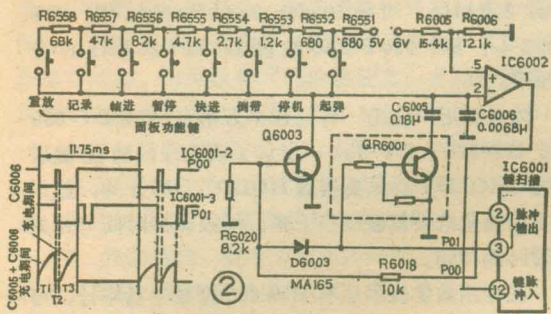 R6558 R6557 R6556 R6555 R6554 R6553 R6552 R6551
68k 47k 8.2k 4.7k 2.7k 1.2k 680 680 5V
6V R6005 R6006
15.4k 12.1k
IC6002
5
+
2
−
1
重放 记录 帧进 暂停 快进 倒带 停机 起弹
面板功能键
C6005
0.18μ
C6006
0.0068μ
Q6003
QR6001
IC6001
键扫描
脉冲输出
2
3
键脉冲入
12
P01
P00
R6020
8.2k
D6003
MA165
R6018
10k
②
11.75ms
C6006
充电期间
IC6001-2
P00
IC6001-3
P01
C6005+C6006
充电期间
T1 T2 T3